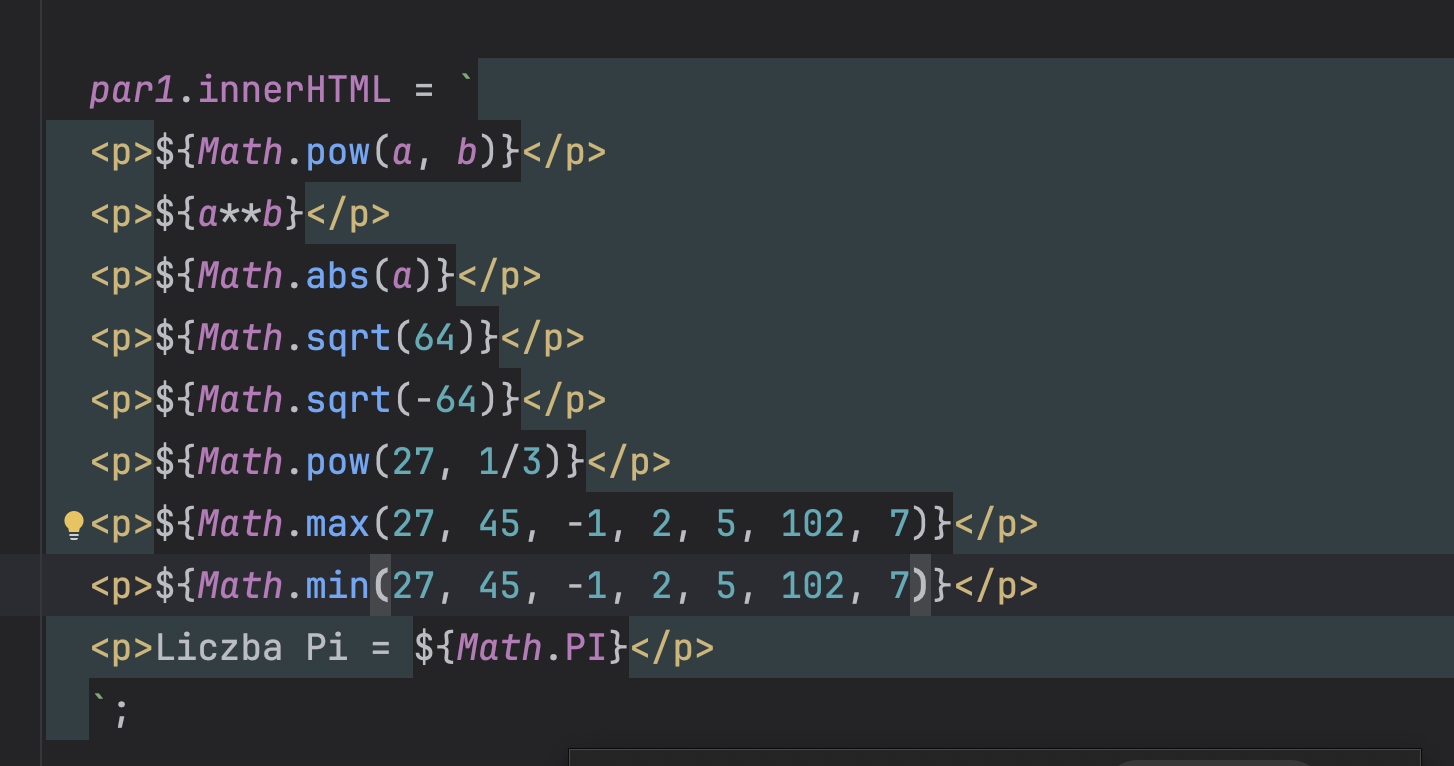 par1.innerHTML = `
<p>${Math.pow(a, b)}</p>
<p>${a**b}</p>
<p>${Math.abs(a)}</p>
<p>${Math.sqrt(64)}</p>
<p>${Math.sqrt(-64)}</p>
<p>${Math.pow(27, 1/3)}</p>
<p>${Math.max(27, 45, -1, 2, 5, 102, 7)}</p>
<p>${Math.min(27, 45, -1, 2, 5, 102, 7)}</p>
<p>Liczba Pi = ${Math.PI}</p>
`;